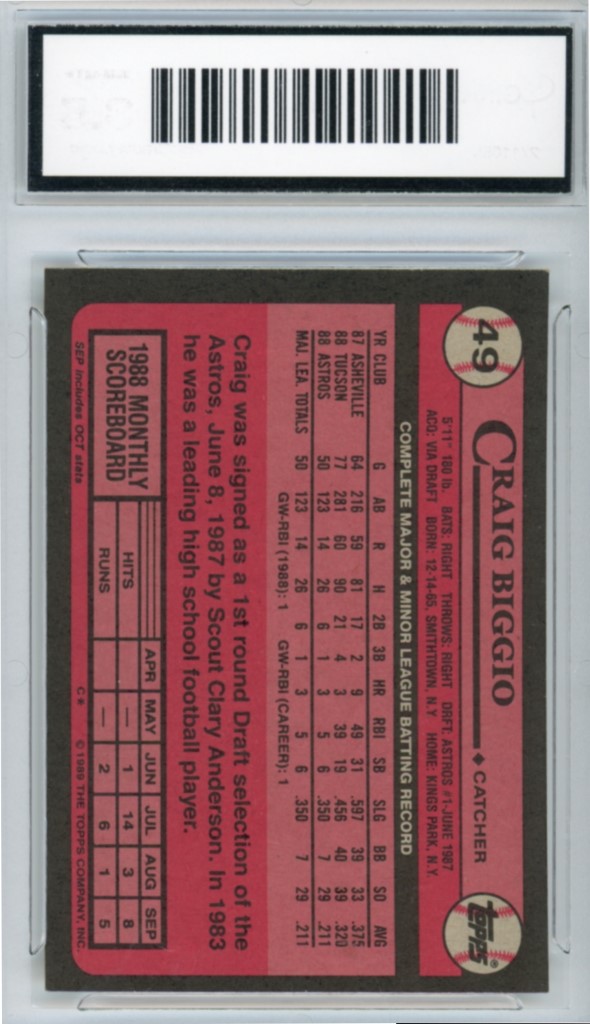 49
CRAIG BIGGIO ♦ CATCHER
topps®
5'11" 180 lb. BATS: RIGHT THROWS: RIGHT DRFT: ASTROS #1-JUNE 1987
ACQ: VIA DRAFT BORN: 12-14-65, SMITHTOWN, N.Y. HOME: KINGS PARK, N.Y.
COMPLETE MAJOR & MINOR LEAGUE BATTING RECORD
YR CLUB G AB R H 2B 3B HR RBI SB SLG BB SO AVG
87 ASHEVILLE 64 216 59 81 17 2 9 49 31 .597 39 33 .375
88 TUCSON 77 281 60 90 21 4 3 39 19 .456 40 39 .320
88 ASTROS 50 123 14 26 6 1 3 5 6 .350 7 29 .211
MAJ. LEA. TOTALS 50 123 14 26 6 1 3 5 6 .350 7 29 .211
GW-RBI (1988): 1 GW-RBI (CAREER): 1
Craig was signed as a 1st round Draft selection of the
Astros, June 8, 1987 by Scout Clary Anderson. In 1983
he was a leading high school football player.
1988 MONTHLY
SCOREBOARD
APR MAY JUN JUL AUG SEP
HITS — 1 14 3 8
RUNS — 2 6 1 5
SEP includes OCT stats C* © 1989 THE TOPPS COMPANY, INC.